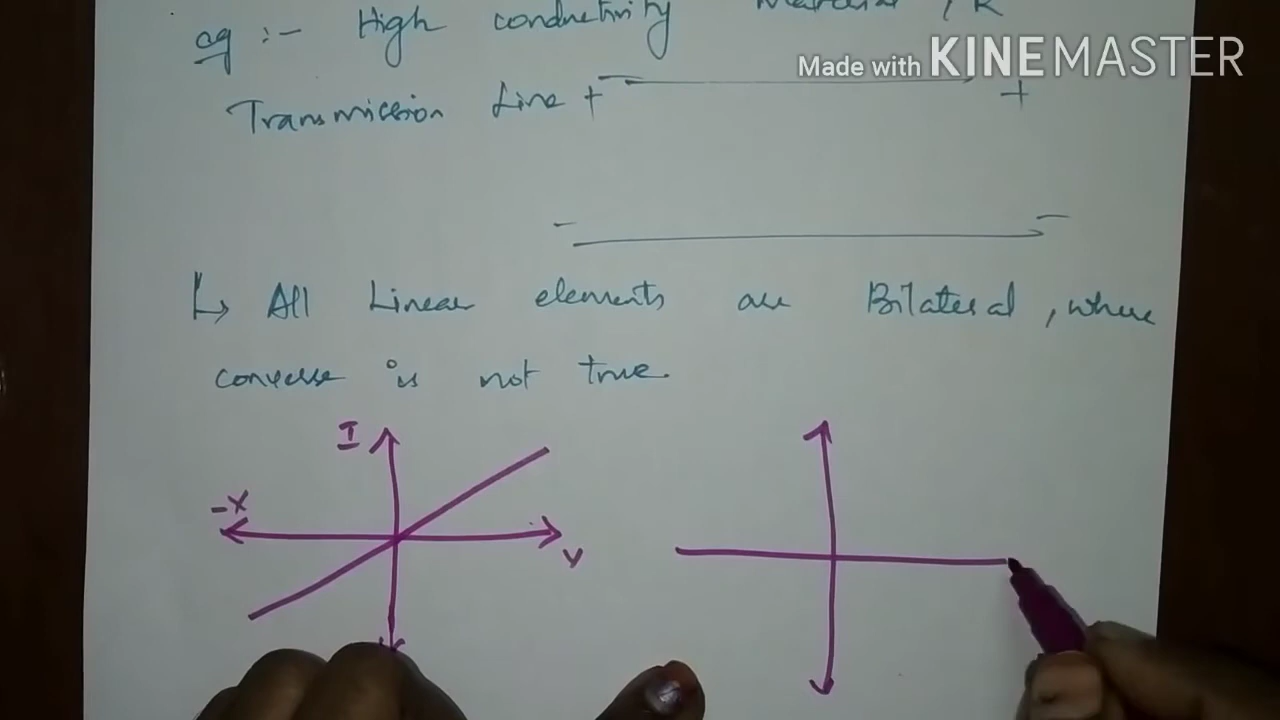 eg :- High conductivity
Made with KINEMASTER
Transmission Line + +
- -
↳ All Linear elements are Bilateral, where
converse is not true.
I
-X
V